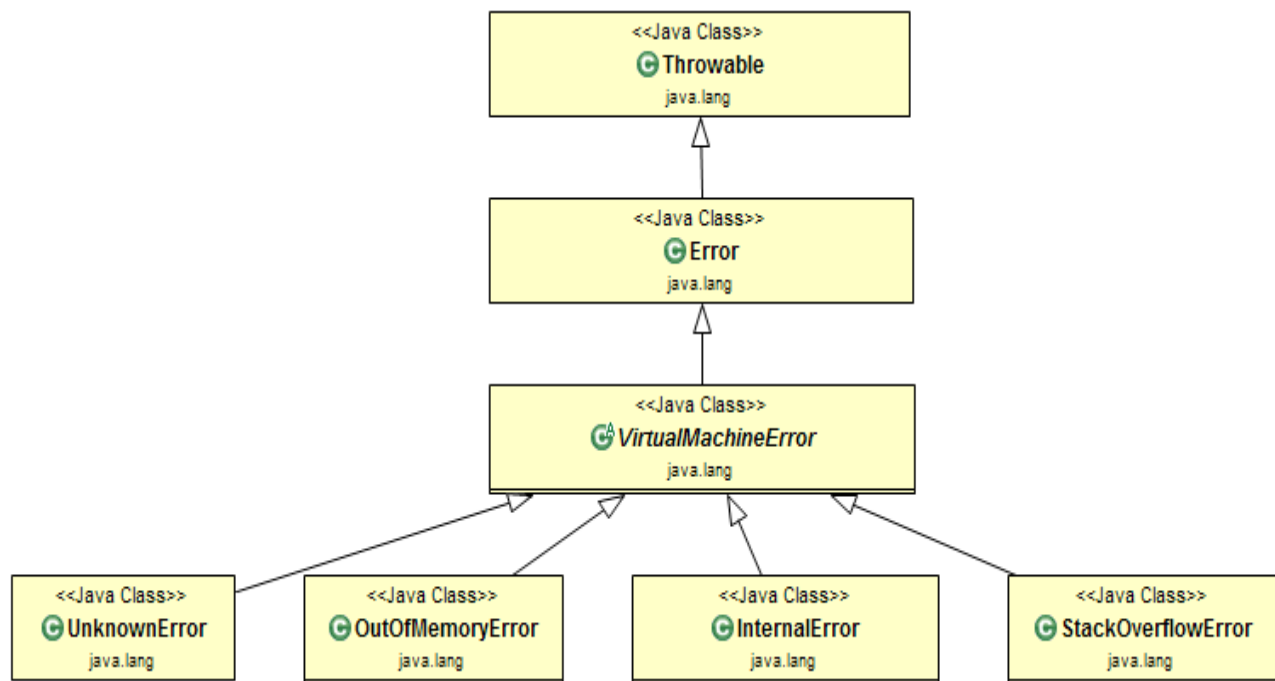 <<Java Class>>
Throwable
java.lang
<<Java Class>>
Error
java.lang
<<Java Class>>
VirtualMachineError
java.lang
<<Java Class>>
UnknownError
java.lang
<<Java Class>>
OutOfMemoryError
java.lang
<<Java Class>>
InternalError
java.lang
<<Java Class>>
StackOverflowError
java.lang